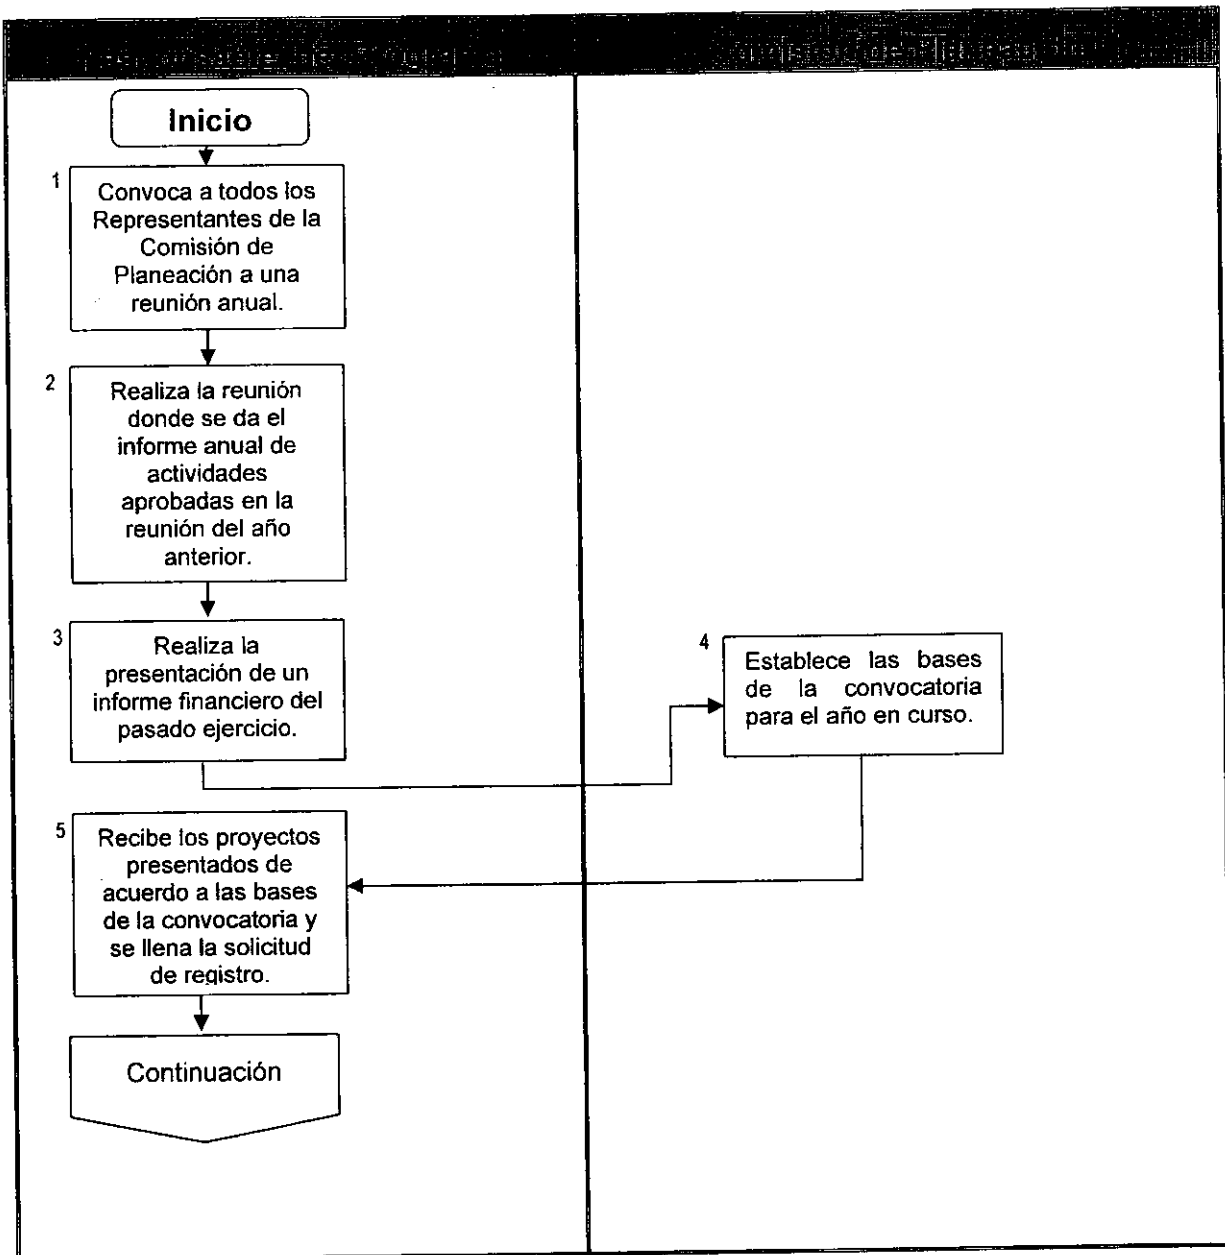 Inicio
1
Convoca a todos los
Representantes de la
Comisión de
Planeación a una
reunión anual.
2
Realiza la reunión
donde se da el
informe anual de
actividades
aprobadas en la
reunión del año
anterior.
3
Realiza la
presentación de un
informe financiero del
pasado ejercicio.
4
Establece las bases
de la convocatoria
para el año en curso.
5
Recibe los proyectos
presentados de
acuerdo a las bases
de la convocatoria y
se llena la solicitud
de registro.
Continuación